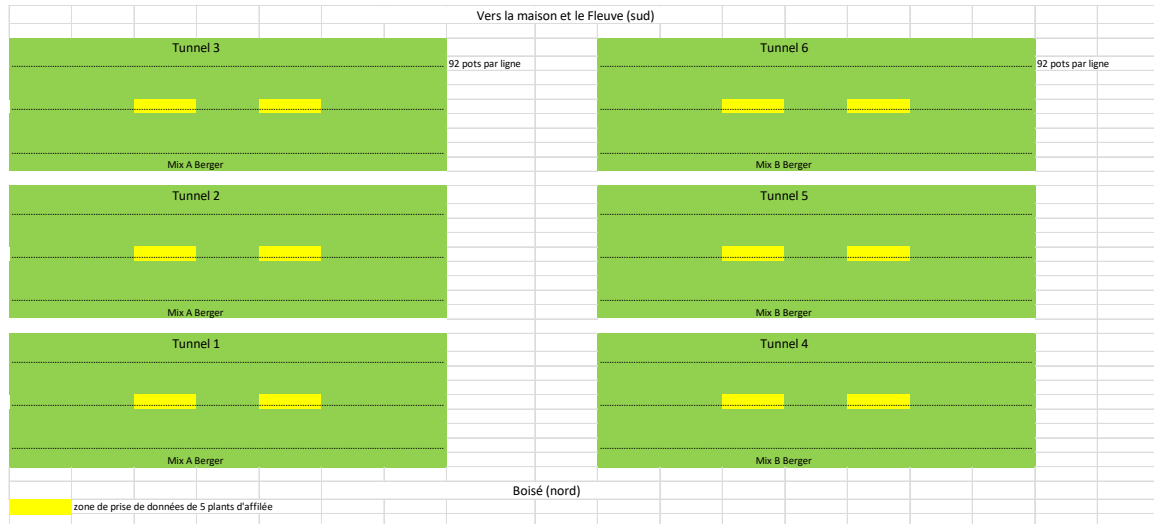 Vers la maison et le Fleuve (sud)
Tunnel 3
Tunnel 6
92 pots par ligne
92 pots par ligne
Mix A Berger
Mix B Berger
Tunnel 2
Tunnel 5
Mix A Berger
Mix B Berger
Tunnel 1
Tunnel 4
Mix A Berger
Mix B Berger
Boisé (nord)
zone de prise de données de 5 plants d'affilée